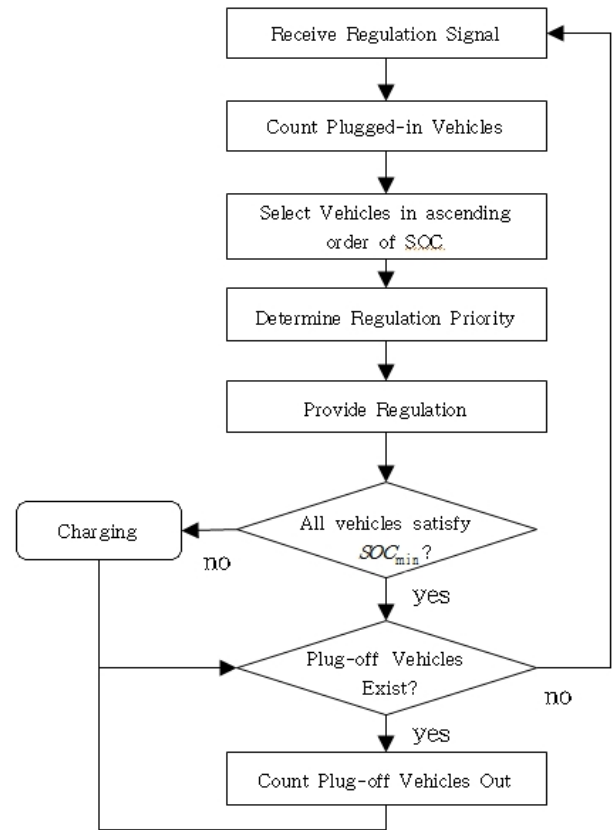 Receive Regulation Signal
Count Plugged-in Vehicles
Select Vehicles in ascending
order of SOC
Determine Regulation Priority
Provide Regulation
All vehicles satisfy
SOCmin?
Charging
no
yes
Plug-off Vehicles
Exist?
no
yes
Count Plug-off Vehicles Out